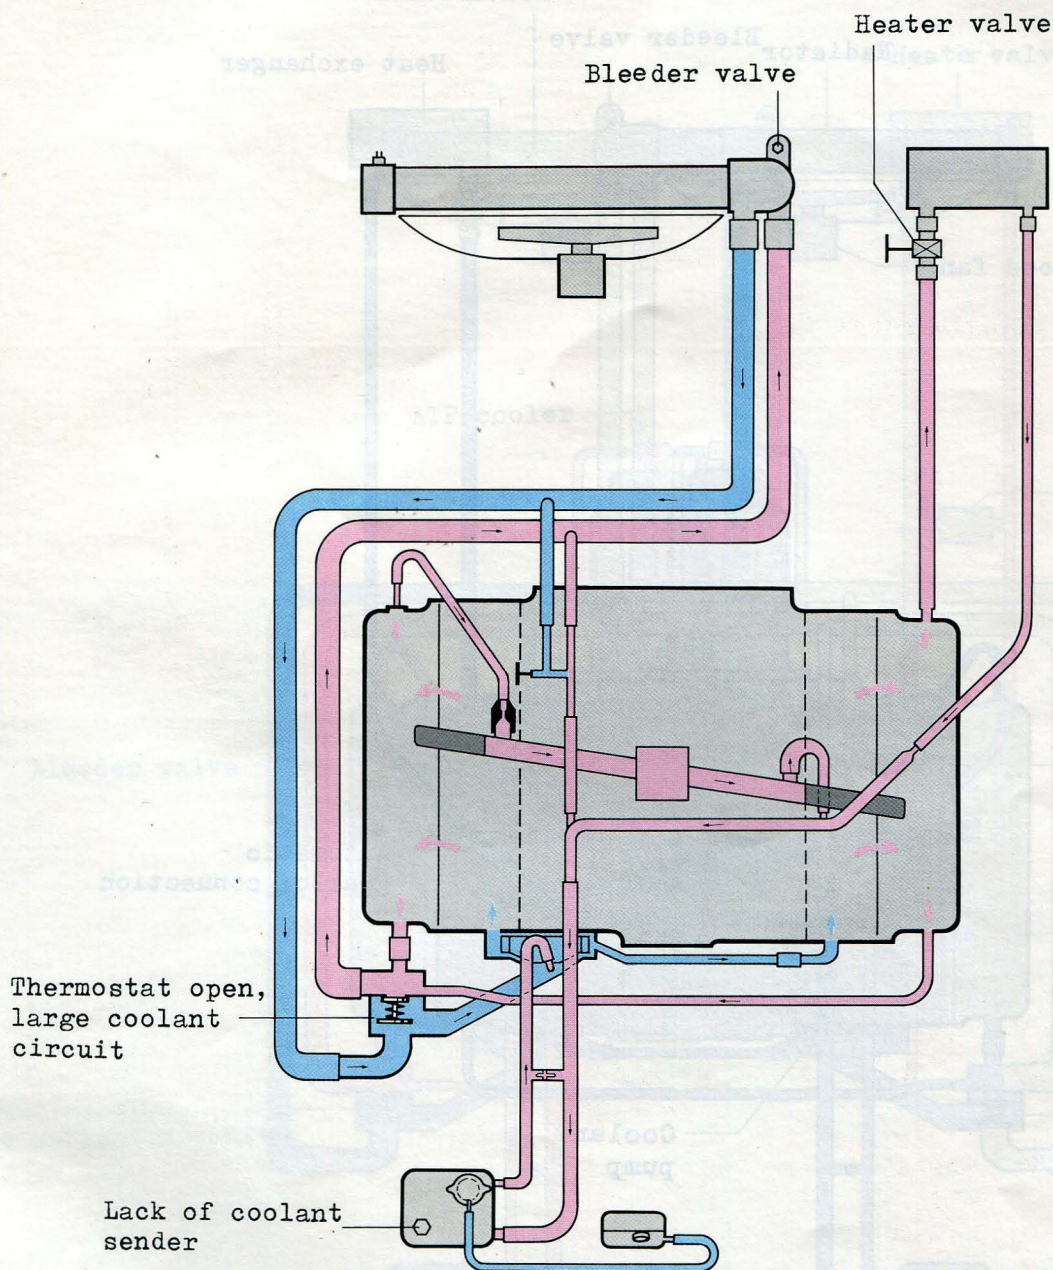 Heater valve
Bleeder valve
Thermostat open,
large coolant
circuit
Lack of coolant
sender